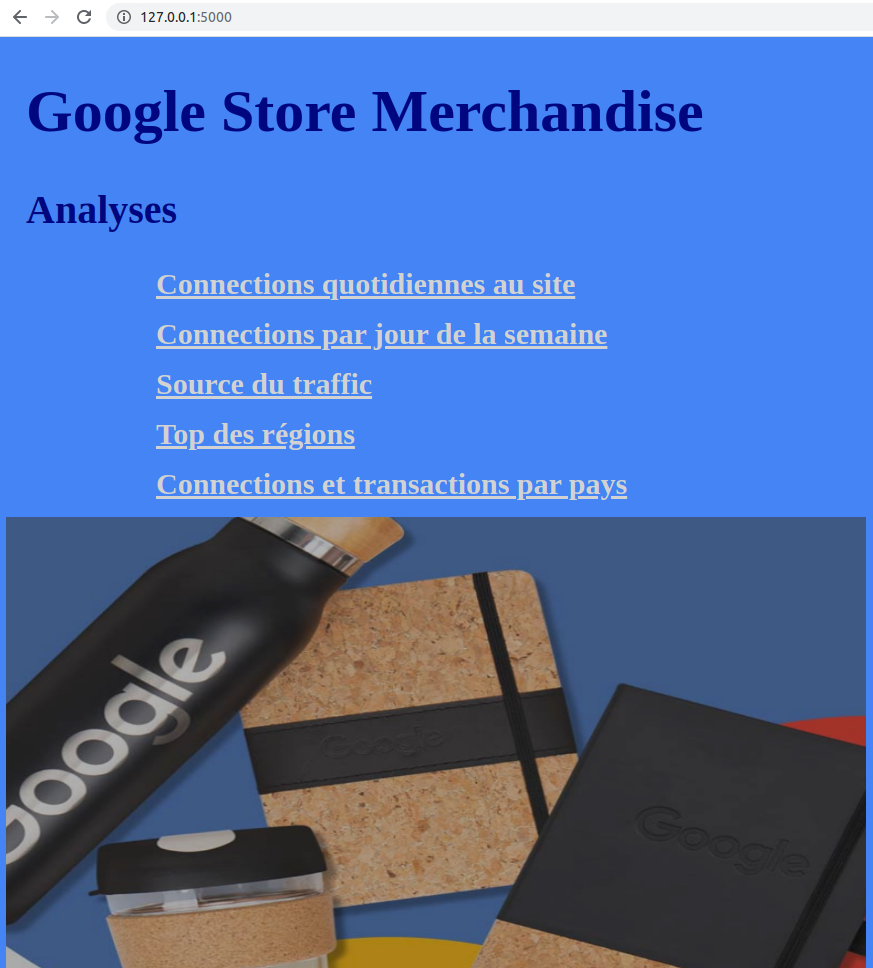 127.0.0.1:5000
Google Store Merchandise
Analyses
Connections quotidiennes au site
Connections par jour de la semaine
Source du traffic
Top des régions
Connections et transactions par pays
Google
Google
Google